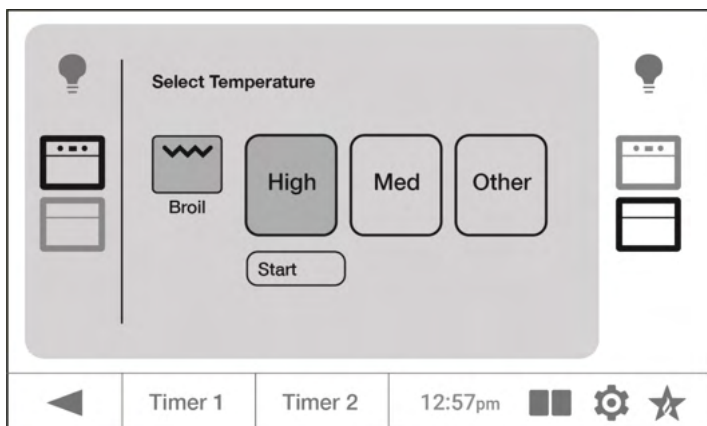 Select Temperature
Broil
High
Med
Other
Start
Timer 1
Timer 2
12:57pm